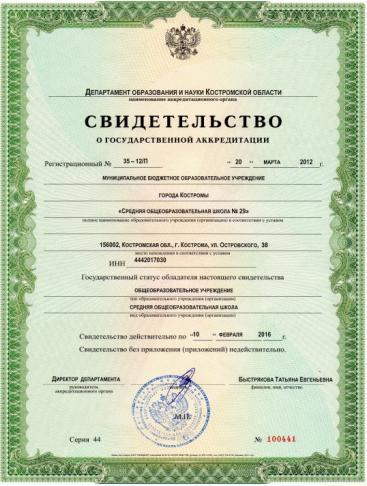 ДЕПАРТАМЕНТ ОБРАЗОВАНИЯ И НАУКИ КОСТРОМСКОЙ ОБЛАСТИ
наименование аккредитационного органа
СВИДЕТЕЛЬСТВО
О ГОСУДАРСТВЕННОЙ АККРЕДИТАЦИИ
Регистрационный № 35 – 12/П « 20 » МАРТА 2012 г.
МУНИЦИПАЛЬНОЕ БЮДЖЕТНОЕ ОБРАЗОВАТЕЛЬНОЕ УЧРЕЖДЕНИЕ
ГОРОДА КОСТРОМЫ
«СРЕДНЯЯ ОБЩЕОБРАЗОВАТЕЛЬНАЯ ШКОЛА № 29»
полное наименование образовательного учреждения (организации) в соответствии с уставом
156002, КОСТРОМСКАЯ ОБЛ., Г. КОСТРОМА, УЛ. ОСТРОВСКОГО, 38
место нахождения в соответствии с уставом
ИНН 4442017030
Государственный статус обладателя настоящего свидетельства
ОБЩЕОБРАЗОВАТЕЛЬНОЕ УЧРЕЖДЕНИЕ
тип образовательного учреждения (организации)
СРЕДНЯЯ ОБЩЕОБРАЗОВАТЕЛЬНАЯ ШКОЛА
вид образовательного учреждения (организации)
Свидетельство действительно по «10 » ФЕВРАЛЯ 2016 г.
Свидетельство без приложения (приложений) недействительно.
ДИРЕКТОР ДЕПАРТАМЕНТА БЫСТРЯКОВА ТАТЬЯНА ЕВГЕНЬЕВНА
руководитель фамилия, имя, отчество
аккредитационного органа
М.П.
Серия 44 № 100441